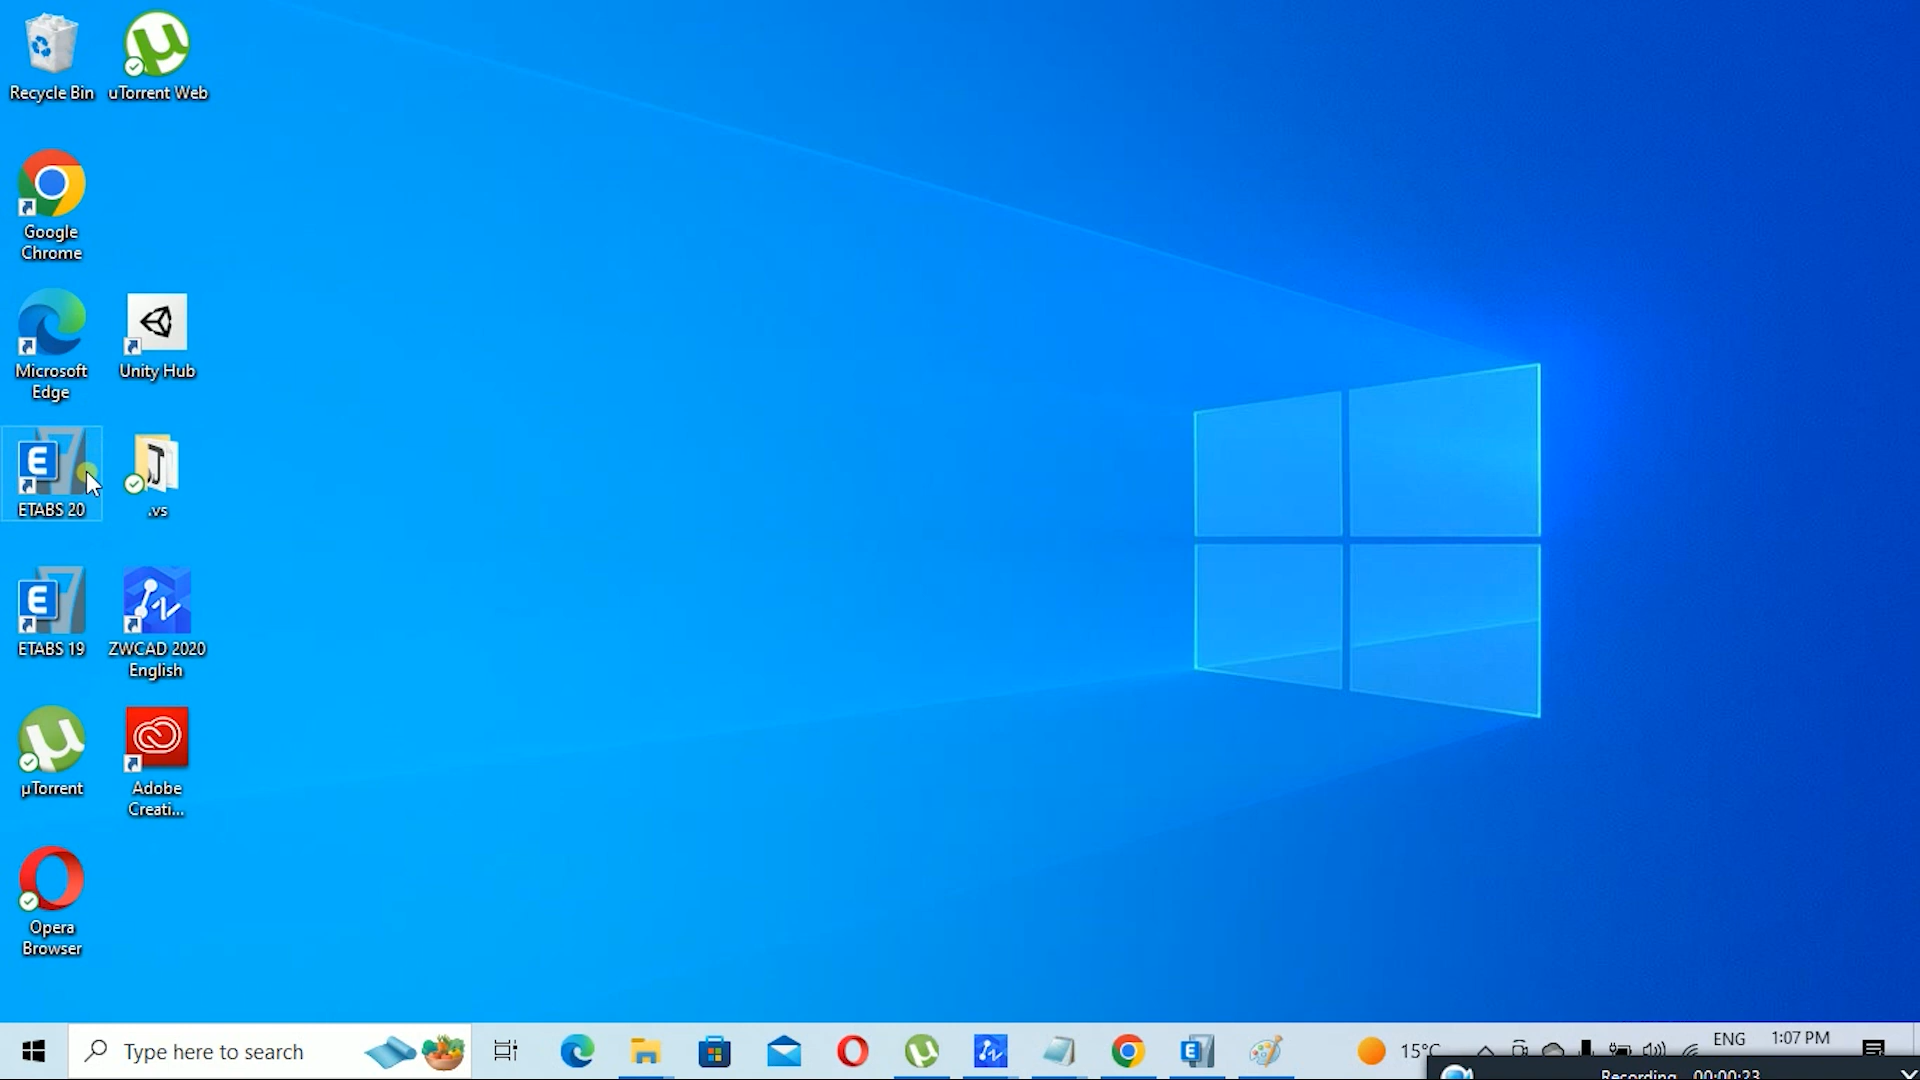 Recycle Bin
uTorrent Web
Google
Chrome
Microsoft
Edge
Unity Hub
ETABS 20
.vs
ETABS 19
ZWCAD 2020
English
µTorrent
Adobe
Creati...
Opera
Browser
Type here to search
15°C
ENG
1:07 PM
Recording 00:00:23